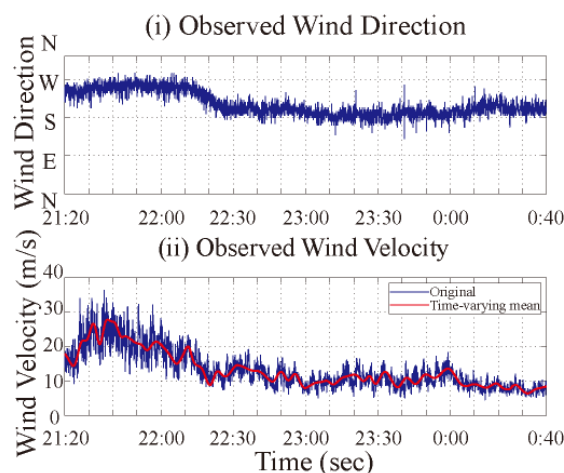 (i) Observed Wind Direction
Wind Direction
N
W
S
E
N
21:20 22:00 22:30 23:00 23:30 0:00 0:40
(ii) Observed Wind Velocity
Wind Velocity (m/s)
40
30
20
10
0
Original
Time-varying mean
21:20 22:00 22:30 23:00 23:30 0:00 0:40
Time (sec)